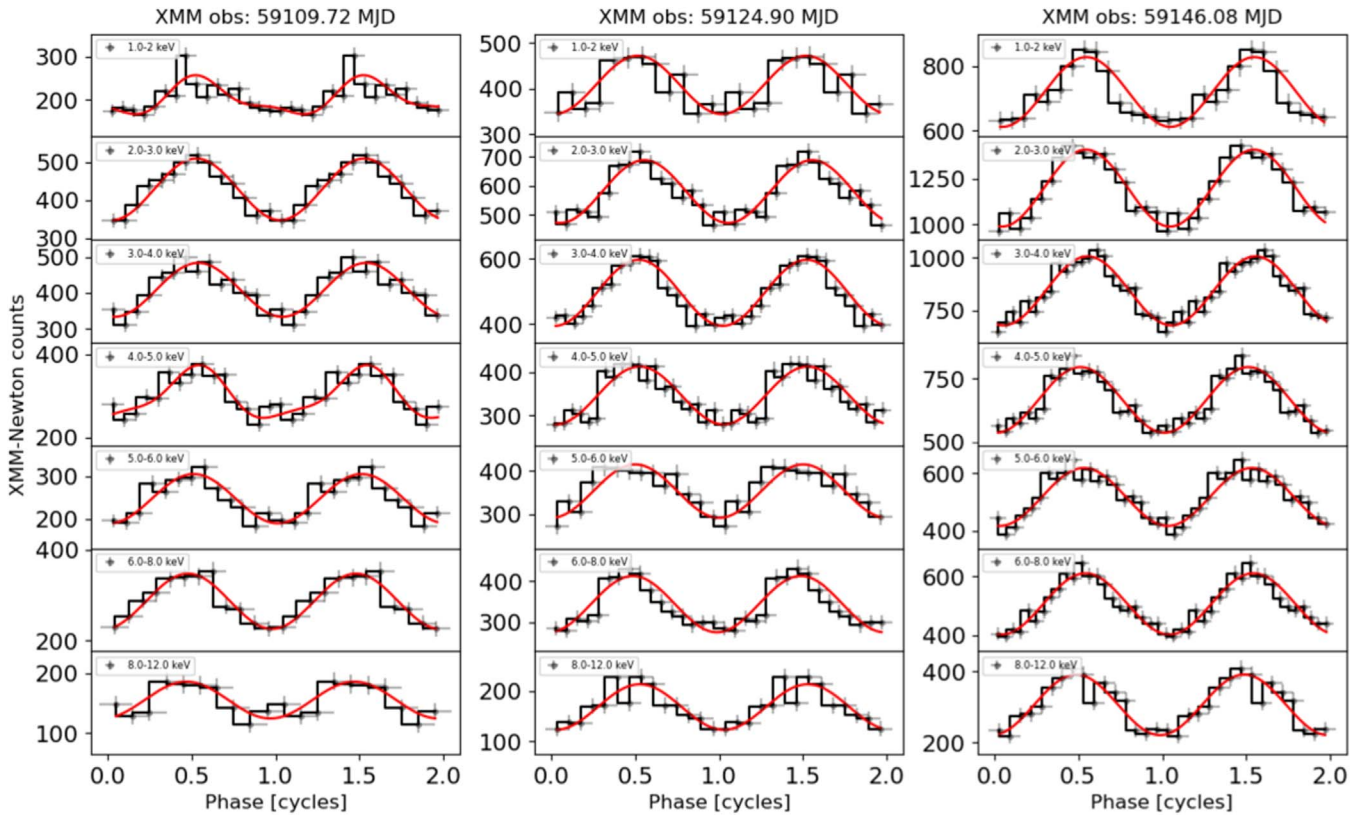 XMM obs: 59109.72 MJD
XMM obs: 59124.90 MJD
XMM obs: 59146.08 MJD
XMM-Newton counts
1.0-2 keV
300
200
2.0-3.0 keV
500
400
300
3.0-4.0 keV
500
400
300
4.0-5.0 keV
400
200
5.0-6.0 keV
300
200
400
6.0-8.0 keV
400
200
8.0-12.0 keV
200
100
0.0 0.5 1.0 1.5 2.0
Phase [cycles]
1.0-2 keV
500
400
300
2.0-3.0 keV
700
600
500
3.0-4.0 keV
600
400
4.0-5.0 keV
400
300
5.0-6.0 keV
400
300
6.0-8.0 keV
400
300
8.0-12.0 keV
200
100
0.0 0.5 1.0 1.5 2.0
Phase [cycles]
1.0-2 keV
800
600
2.0-3.0 keV
1250
1000
3.0-4.0 keV
1000
750
4.0-5.0 keV
750
500
5.0-6.0 keV
600
400
6.0-8.0 keV
600
400
8.0-12.0 keV
400
200
0.0 0.5 1.0 1.5 2.0
Phase [cycles]